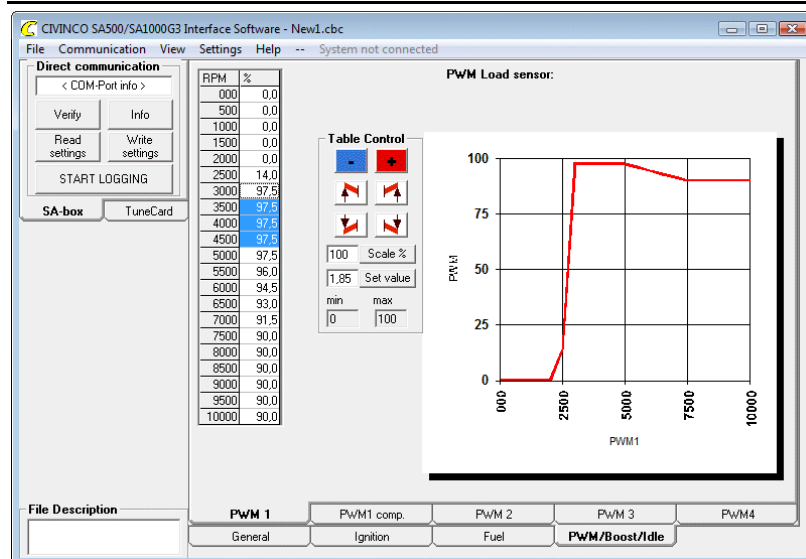 CIVINCO SA500/SA1000G3 Interface Software - New1.cbc
File Communication View Settings Help -- System not connected
Direct communication
< COM-Port info >
Verify Info
Read settings Write settings
START LOGGING
SA-box TuneCard
RPM %
000 0,0
500 0,0
1000 0,0
1500 0,0
2000 0,0
2500 14,0
3000 97,5
3500 97,5
4000 97,5
4500 97,5
5000 97,5
5500 96,0
6000 94,5
6500 93,0
7000 91,5
7500 90,0
8000 90,0
8500 90,0
9000 90,0
9500 90,0
10000 90,0
Table Control
- +
100 Scale %
1,85 Set value
min max
0 100
PWM Load sensor:
100
75
50
25
0
PWM
000 2500 5000 7500 10000
PWM1
File Description
PWM 1 PWM1 comp. PWM 2 PWM 3 PWM4
General Ignition Fuel PWM/Boost/Idle